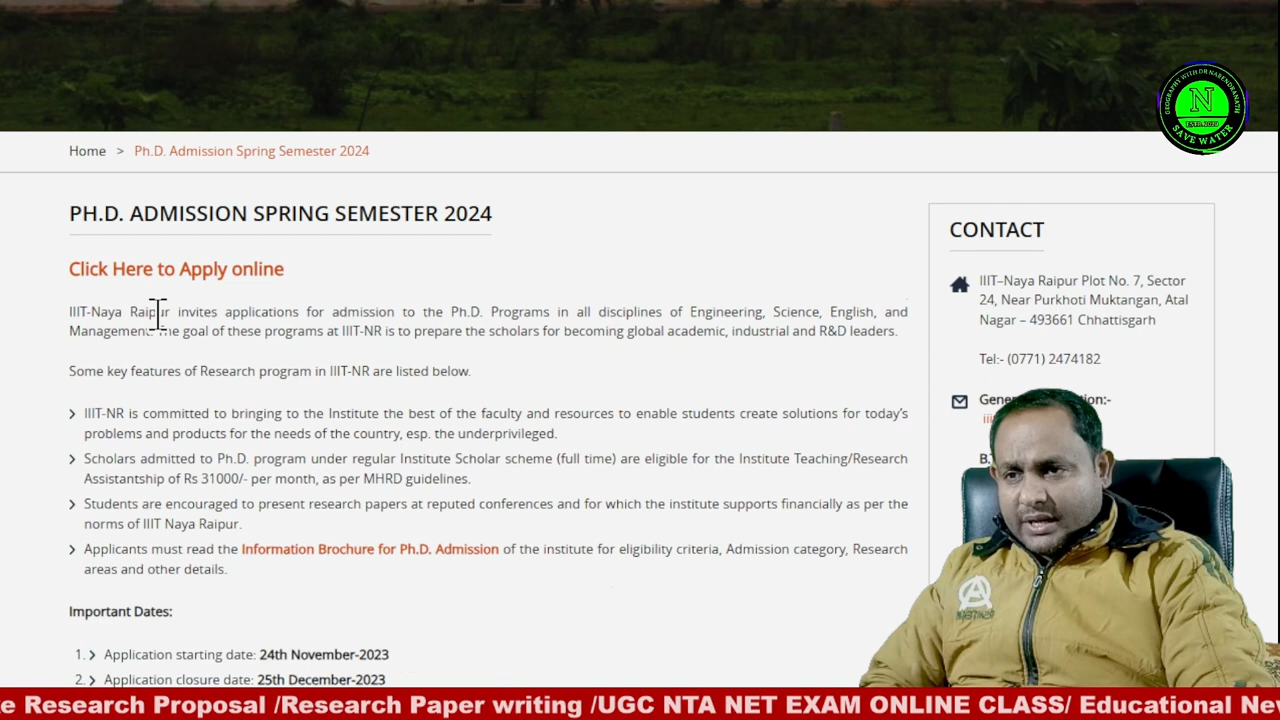 GEOGRAPHY WITH DR NARENDRANATH
N
ESTD. 2020
SAVE WATER
Home > Ph.D. Admission Spring Semester 2024
PH.D. ADMISSION SPRING SEMESTER 2024
Click Here to Apply online
IIIT-Naya Raipur invites applications for admission to the Ph.D. Programs in all disciplines of Engineering, Science, English, and
Management. The goal of these programs at IIIT-NR is to prepare the scholars for becoming global academic, industrial and R&D leaders.
Some key features of Research program in IIIT-NR are listed below.
IIIT-NR is committed to bringing to the Institute the best of the faculty and resources to enable students create solutions for today's
problems and products for the needs of the country, esp. the underprivileged.
Scholars admitted to Ph.D. program under regular Institute Scholar scheme (full time) are eligible for the Institute Teaching/Research
Assistantship of Rs 31000/- per month, as per MHRD guidelines.
Students are encouraged to present research papers at reputed conferences and for which the institute supports financially as per the
norms of IIIT Naya Raipur.
Applicants must read the Information Brochure for Ph.D. Admission of the institute for eligibility criteria, Admission category, Research
areas and other details.
Important Dates:
1. Application starting date: 24th November-2023
2. Application closure date: 25th December-2023
CONTACT
IIIT–Naya Raipur Plot No. 7, Sector
24, Near Purkhoti Muktangan, Atal
Nagar – 493661 Chhattisgarh
Tel:- (0771) 2474182
Research Proposal /Research Paper writing /UGC NTA NET EXAM ONLINE CLASS/ Educational